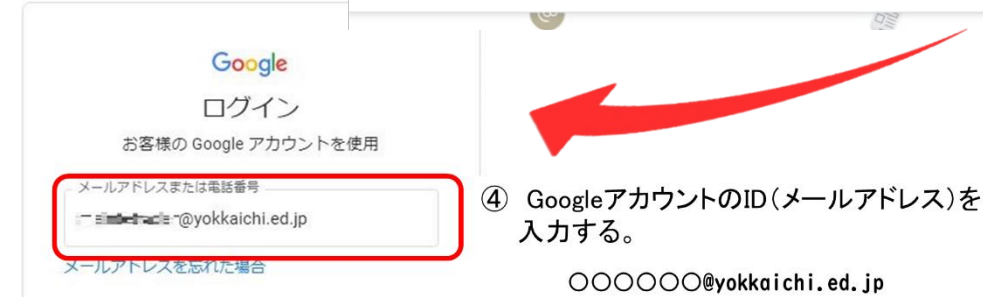 Google
ログイン
お客様の Google アカウントを使用
メールアドレスまたは電話番号
@yokkaichi.ed.jp
メールアドレスを忘れた場合
④ GoogleアカウントのID(メールアドレス)を
入力する。
○○○○○○@yokkaichi.ed.jp